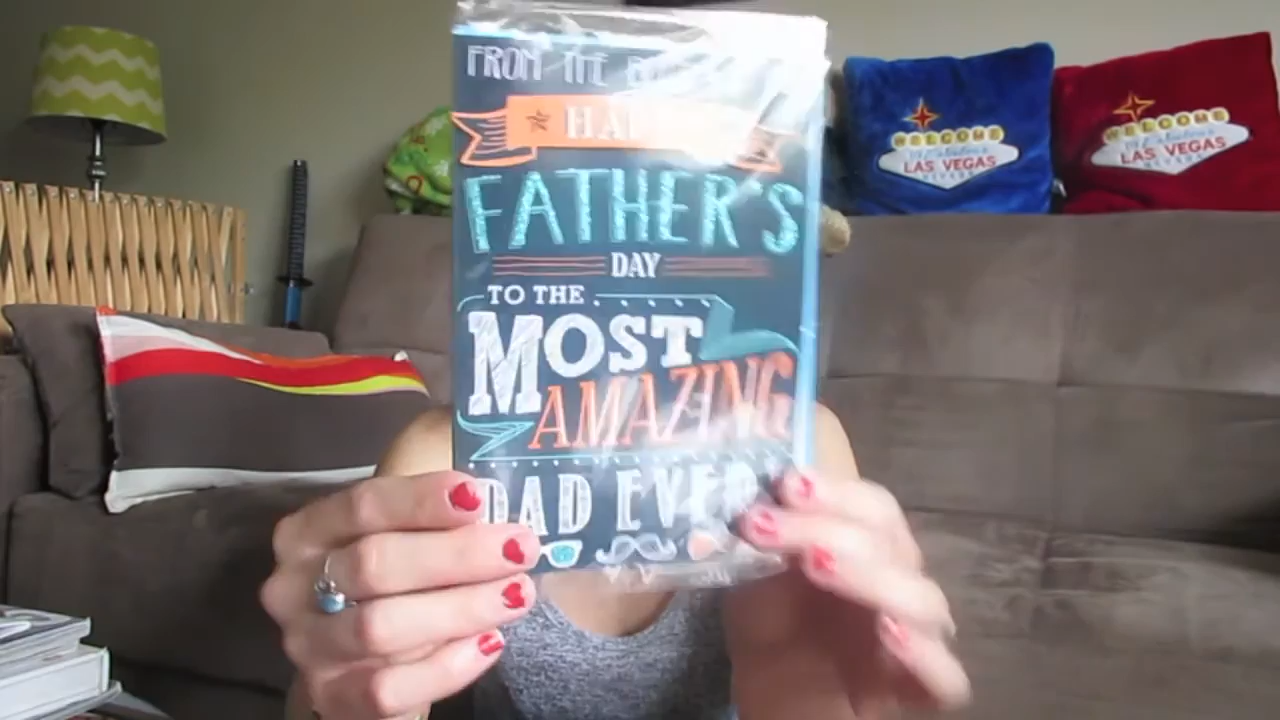 FROM THE
FATHER'S
DAY
TO THE
MOST
AMAZING
DAD EVER
WELCOME
LAS VEGAS
WELCOME
LAS VEGAS